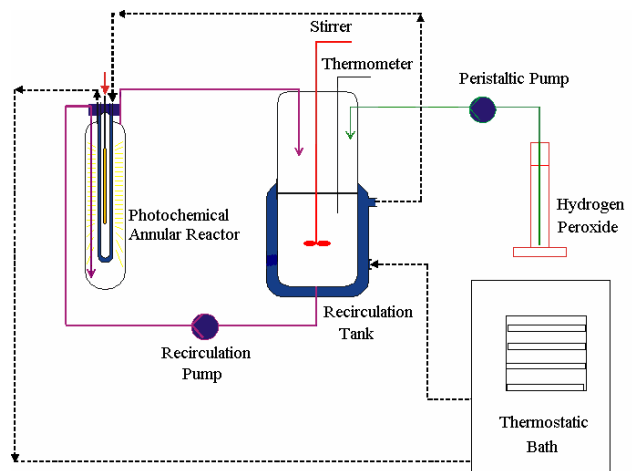 Stirrer
Thermometer
Peristaltic Pump
Photochemical
Annular Reactor
Hydrogen
Peroxide
Recirculation
Tank
Recirculation
Pump
Thermostatic
Bath